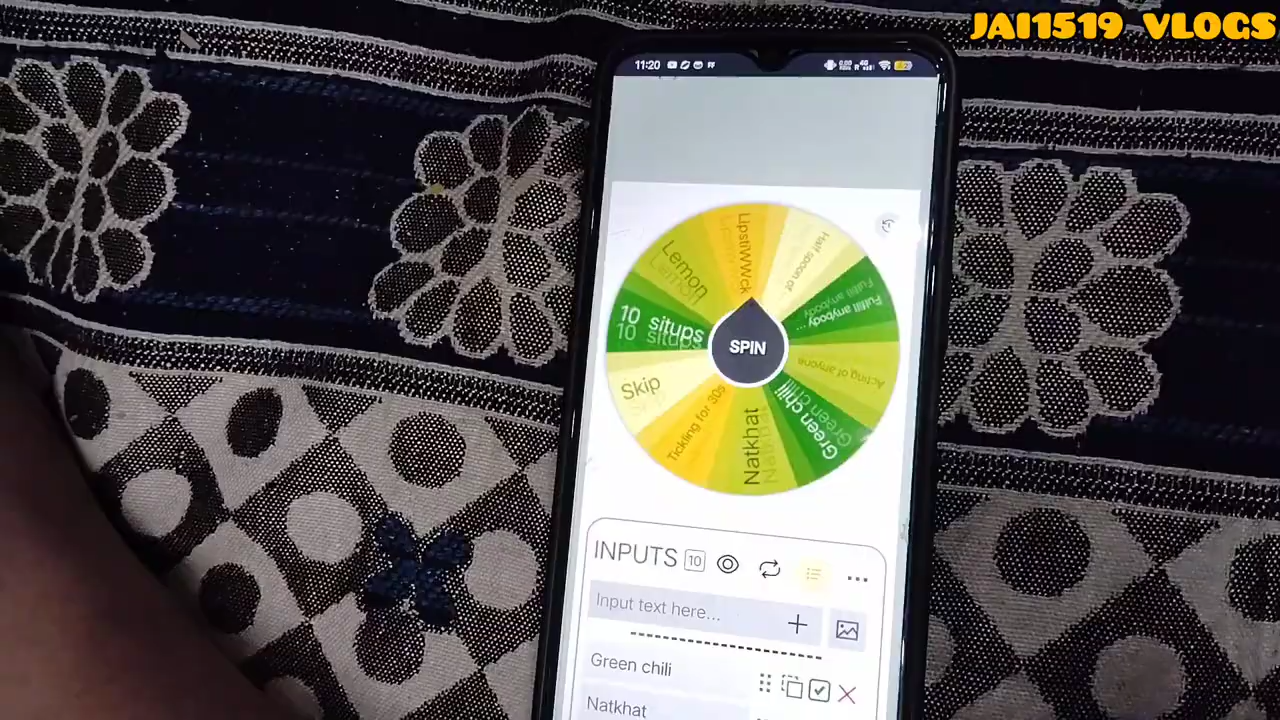 JAI1519 VLOGS
11:20
Lipstick
Half spoon of
Lemon
Fulfill anybody...
10 situps
SPIN
Acting of anyone
Skip
Green chili
Tickling for 30s
Natkhat
INPUTS 10
Input text here...
Green chili
Natkhat